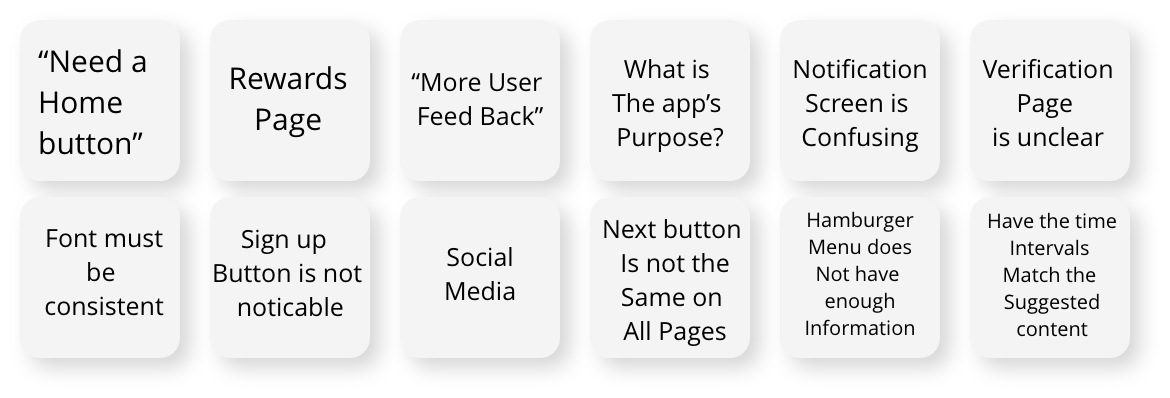 “Need a
Home
button”
Rewards
Page
“More User
Feed Back”
What is
The app’s
Purpose?
Notification
Screen is
Confusing
Verification
Page
is unclear
Font must
be
consistent
Sign up
Button is not
noticable
Social
Media
Next button
Is not the
Same on
All Pages
Hamburger
Menu does
Not have
enough
Information
Have the time
Intervals
Match the
Suggested
content